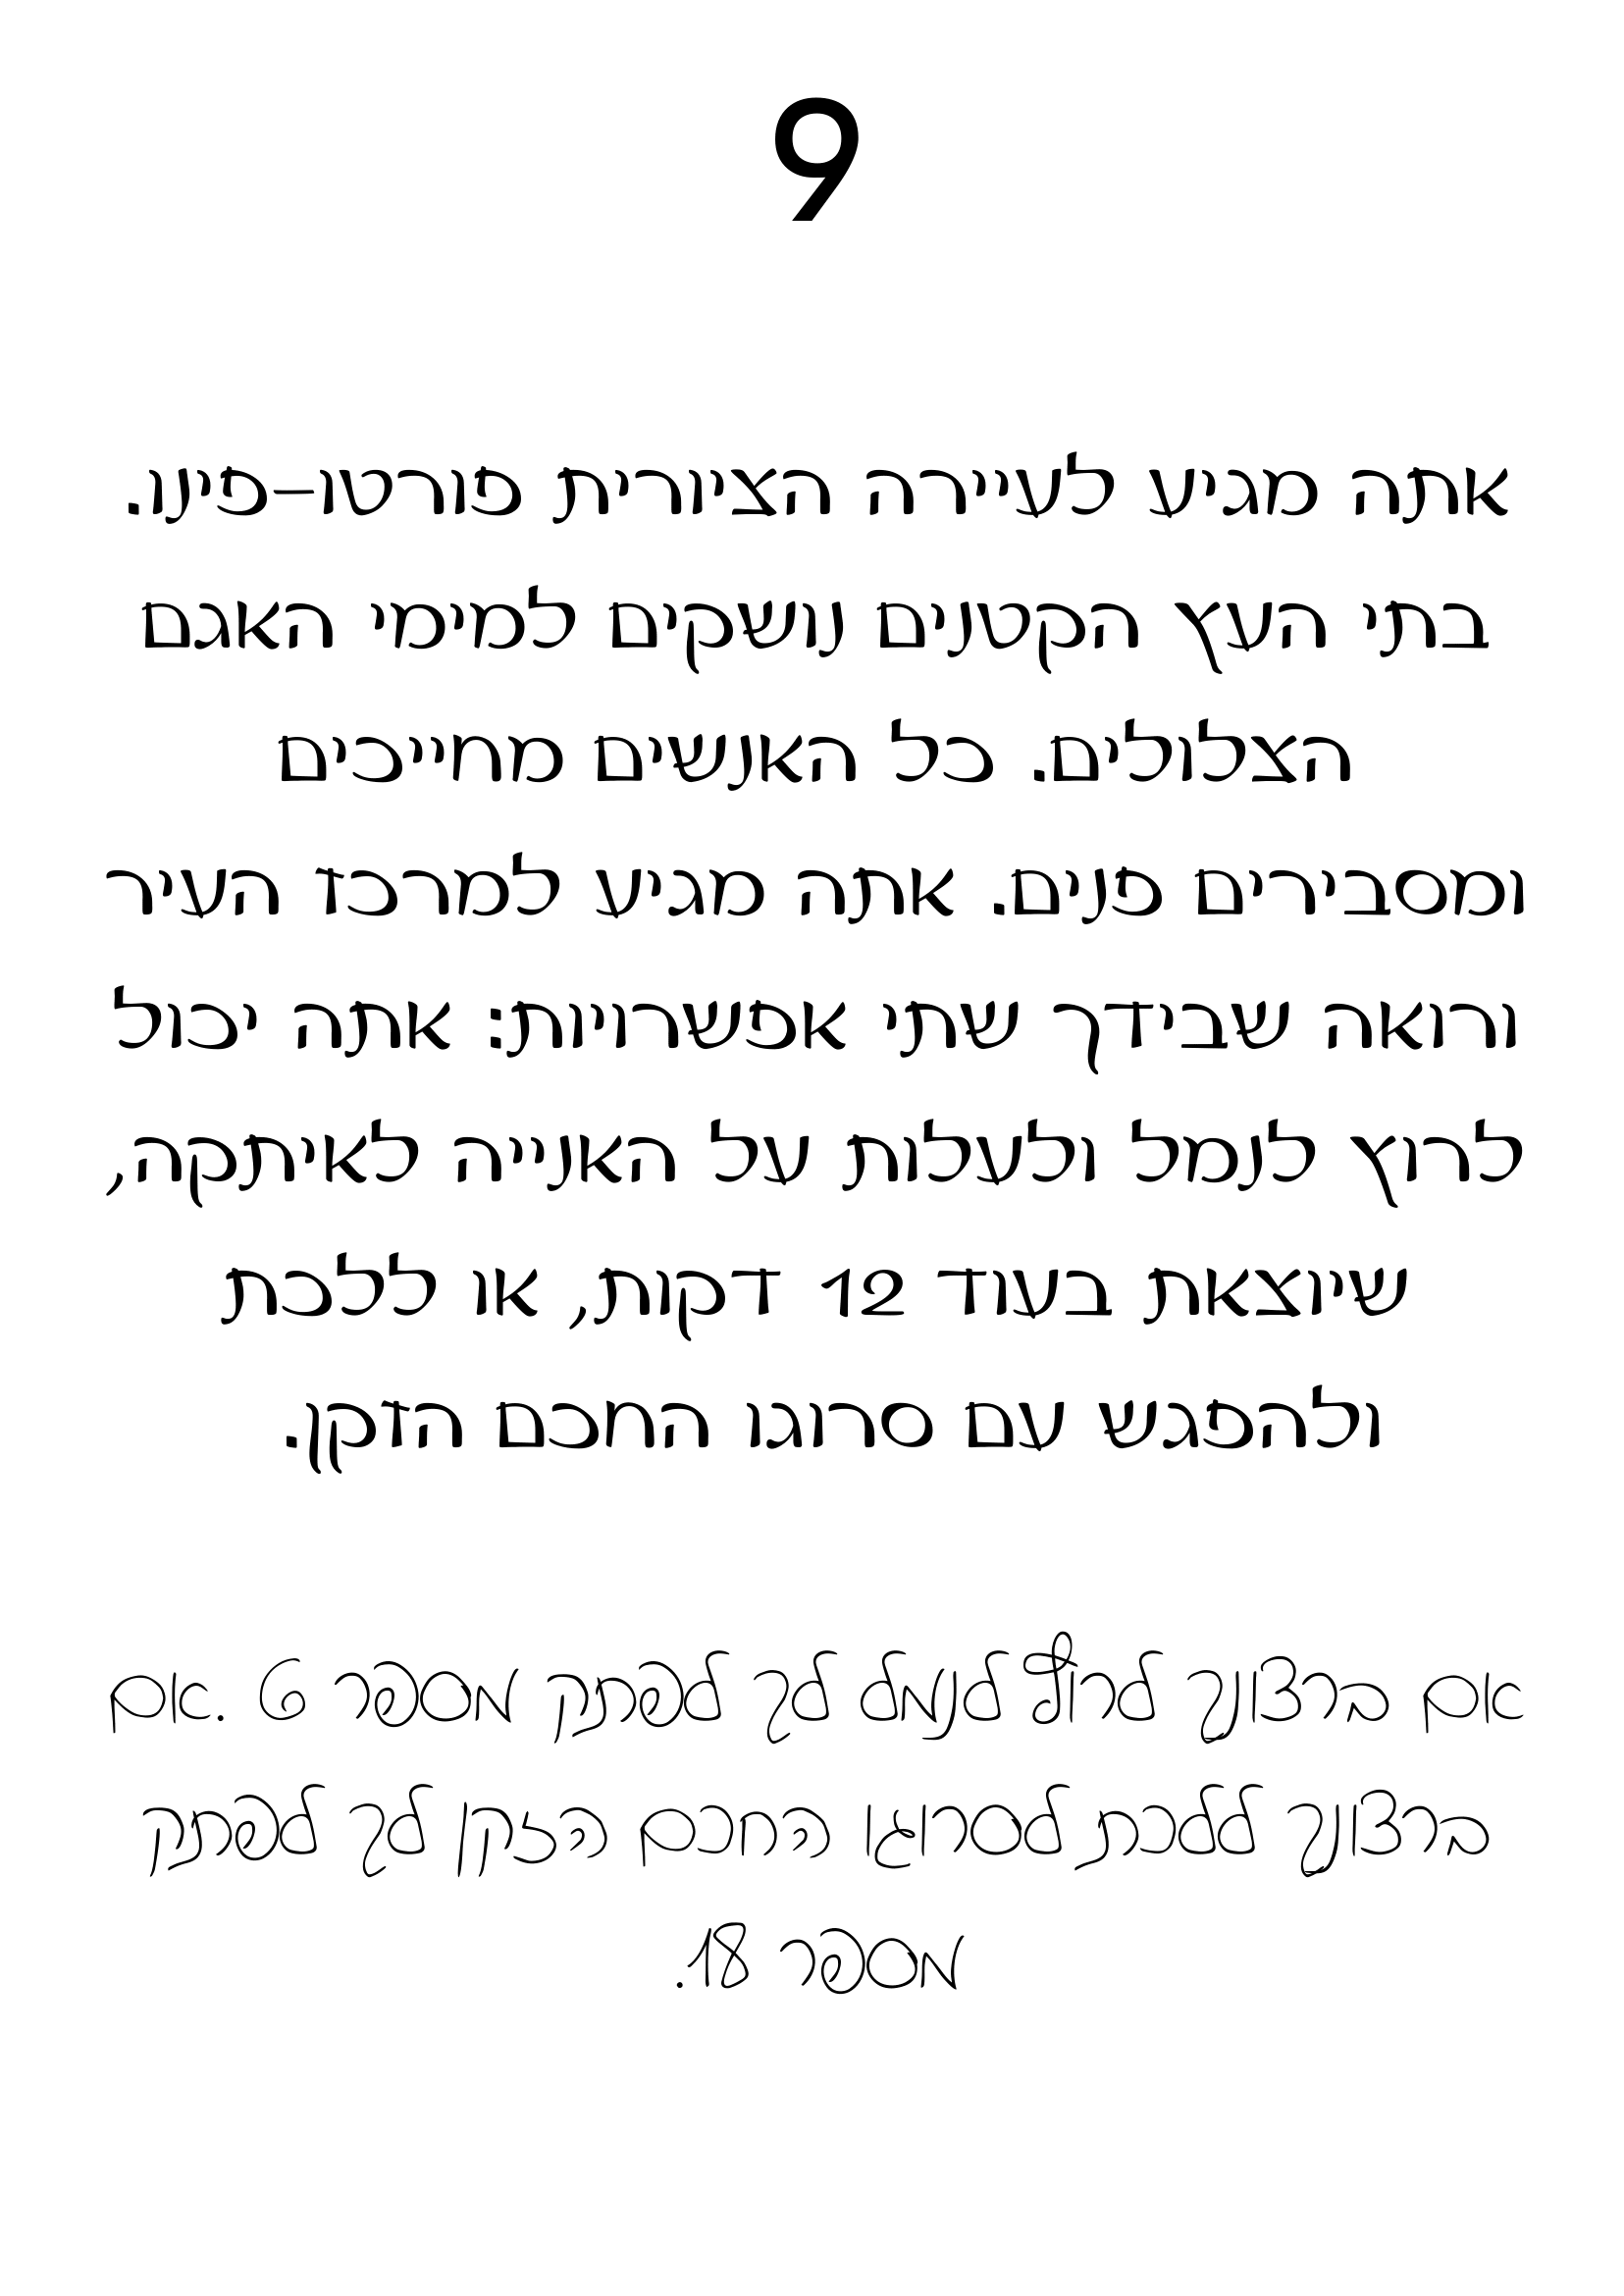 9
אתה מגיע לעיירה הציורית פורטו-פינו.
בתי העץ הקטנים נושקים למימי האגם
הצלולים. כל האנשים מחייכים
ומסבירים פנים. אתה מגיע למרכז העיר
ורואה שבידך שתי אפשרויות: אתה יכול
לרוץ לנמל ולעלות על האנייה לאיתקה,
שיוצאת בעוד 12 דקות, או ללכת
ולהפגש עם סרוגו החכם הזקן.
אם ברצונך לרוץ לנמל לך לפתק מספר 6 .אם
ברצונך ללכת לסרוגו החכם הזקן לך לפתק
מספר 18.